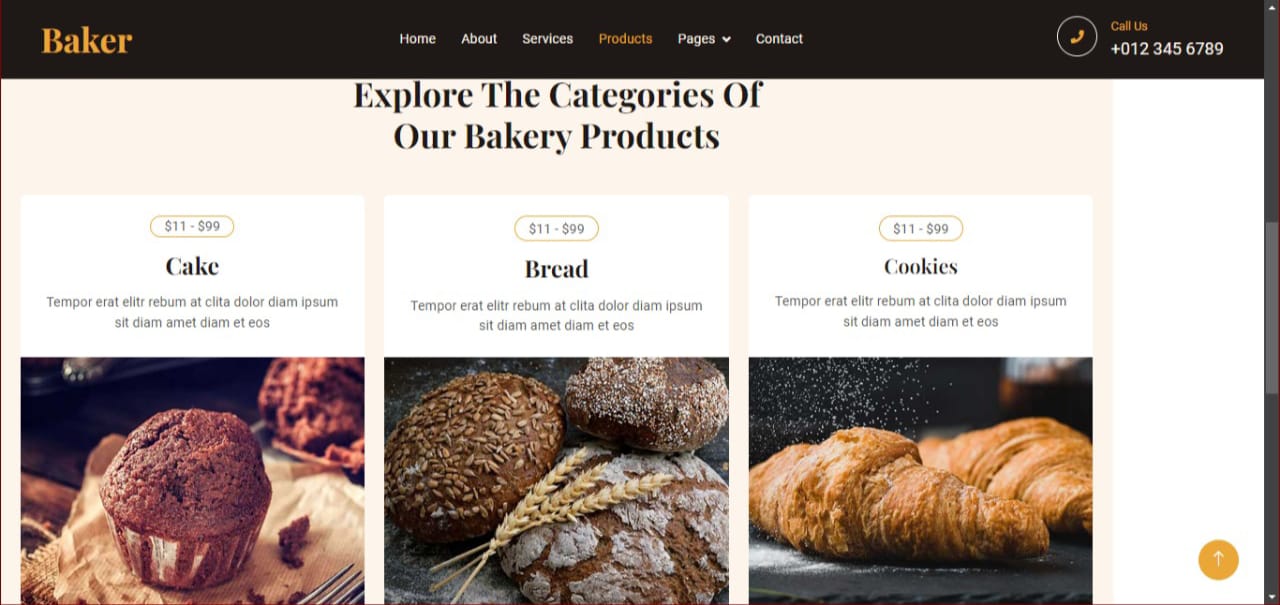 Baker
Home About Services Products Pages Contact
Call Us
+012 345 6789
Explore The Categories Of
Our Bakery Products
$11 - $99
Cake
Tempor erat elitr rebum at clita dolor diam ipsum
sit diam amet diam et eos
$11 - $99
Bread
Tempor erat elitr rebum at clita dolor diam ipsum
sit diam amet diam et eos
$11 - $99
Cookies
Tempor erat elitr rebum at clita dolor diam ipsum
sit diam amet diam et eos